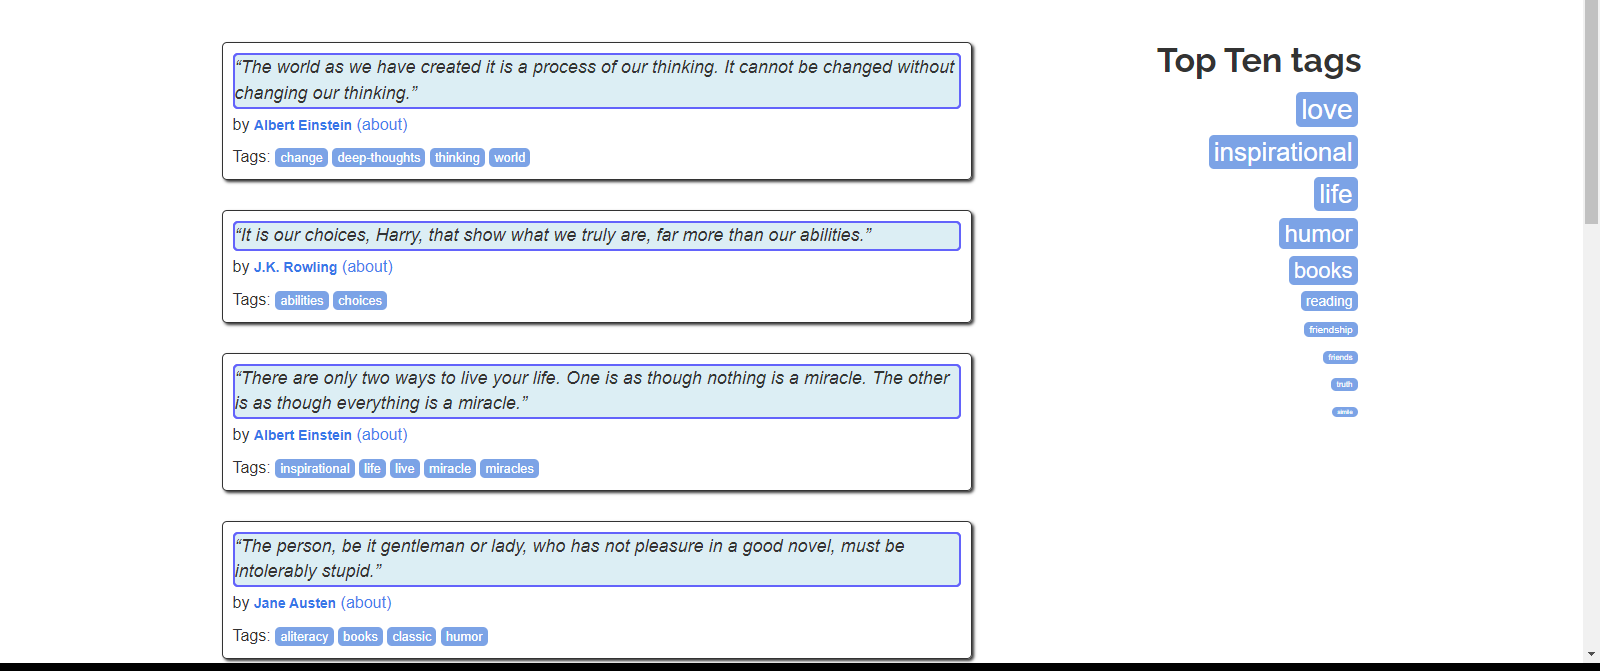 “The world as we have created it is a process of our thinking. It cannot be changed without
changing our thinking.”
by Albert Einstein (about)
Tags: change deep-thoughts thinking world
“It is our choices, Harry, that show what we truly are, far more than our abilities.”
by J.K. Rowling (about)
Tags: abilities choices
“There are only two ways to live your life. One is as though nothing is a miracle. The other
is as though everything is a miracle.”
by Albert Einstein (about)
Tags: inspirational life live miracle miracles
“The person, be it gentleman or lady, who has not pleasure in a good novel, must be
intolerably stupid.”
by Jane Austen (about)
Tags: aliteracy books classic humor
Top Ten tags
love
inspirational
life
humor
books
reading
friendship
friends
truth
simile